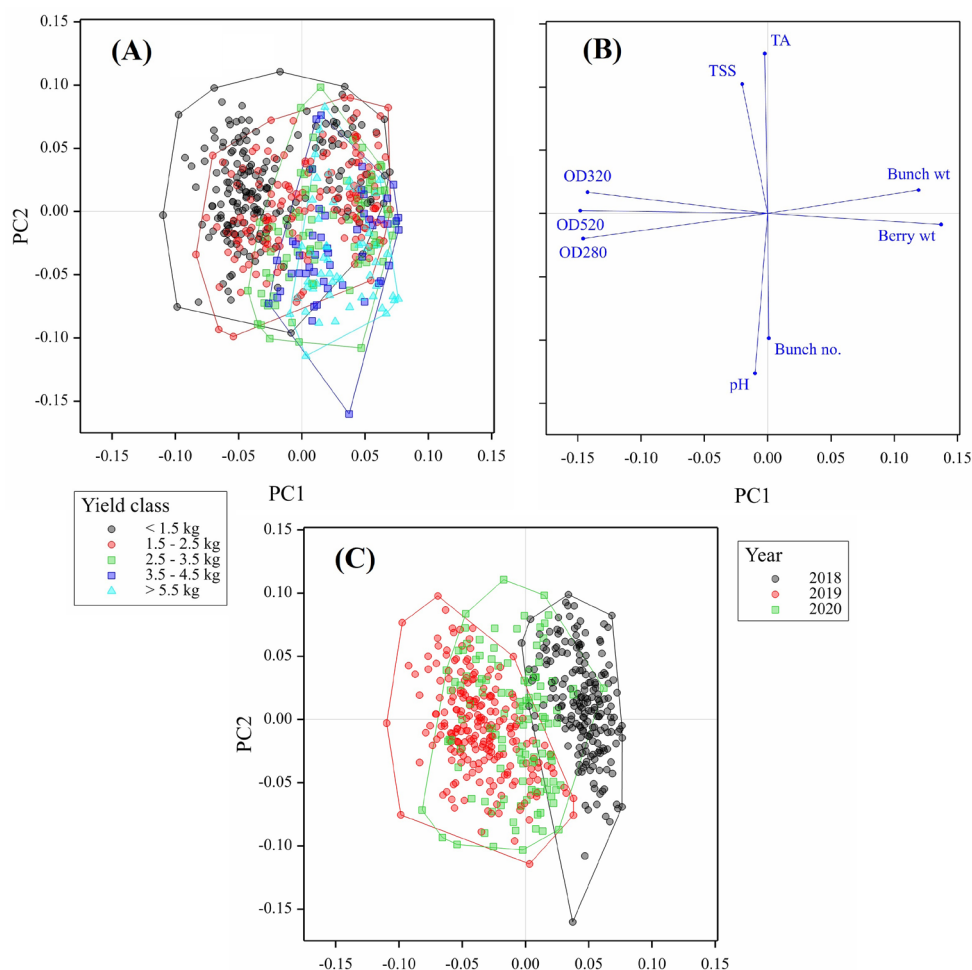 (A)
0.15
0.10
0.05
0.00
-0.05
-0.10
-0.15
PC2
-0.15 -0.10 -0.05 0.00 0.05 0.10 0.15
PC1
(B)
TA
TSS
OD320
OD520
OD280
Bunch wt
Berry wt
Bunch no.
pH
-0.15 -0.10 -0.05 0.00 0.05 0.10 0.15
PC1
Yield class
< 1.5 kg
1.5 - 2.5 kg
2.5 - 3.5 kg
3.5 - 4.5 kg
> 5.5 kg
(C)
0.15
0.10
0.05
0.00
-0.05
-0.10
-0.15
PC2
-0.15 -0.10 -0.05 0.00 0.05 0.10 0.15
Year
2018
2019
2020